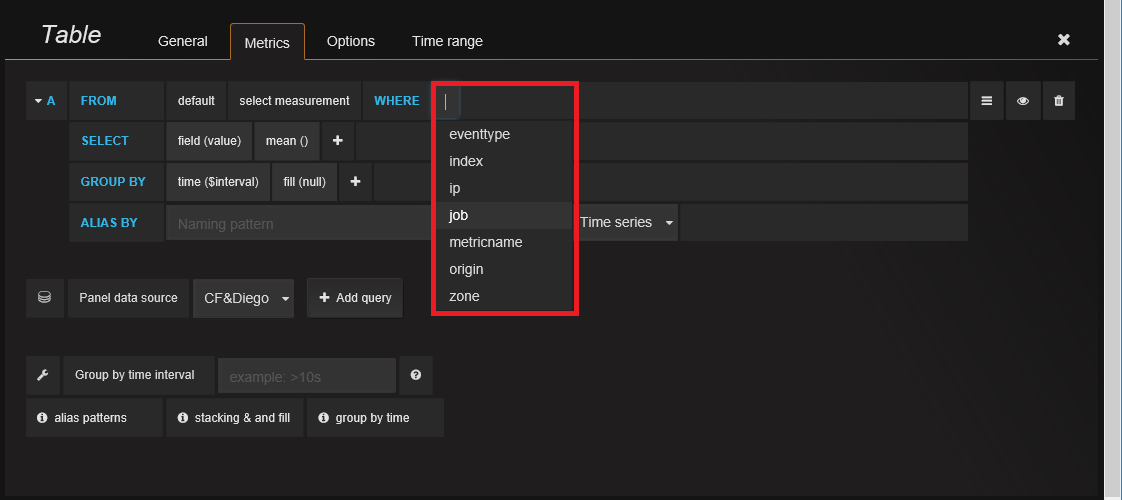 Table General Metrics Options Time range
A FROM default select measurement WHERE
eventtype
index
ip
job
metricname
origin
zone
SELECT field (value) mean ()
GROUP BY time ($interval) fill (null)
ALIAS BY Naming pattern Time series
Panel data source CF&Diego Add query
Group by time interval example: >10s
alias patterns stacking & and fill group by time